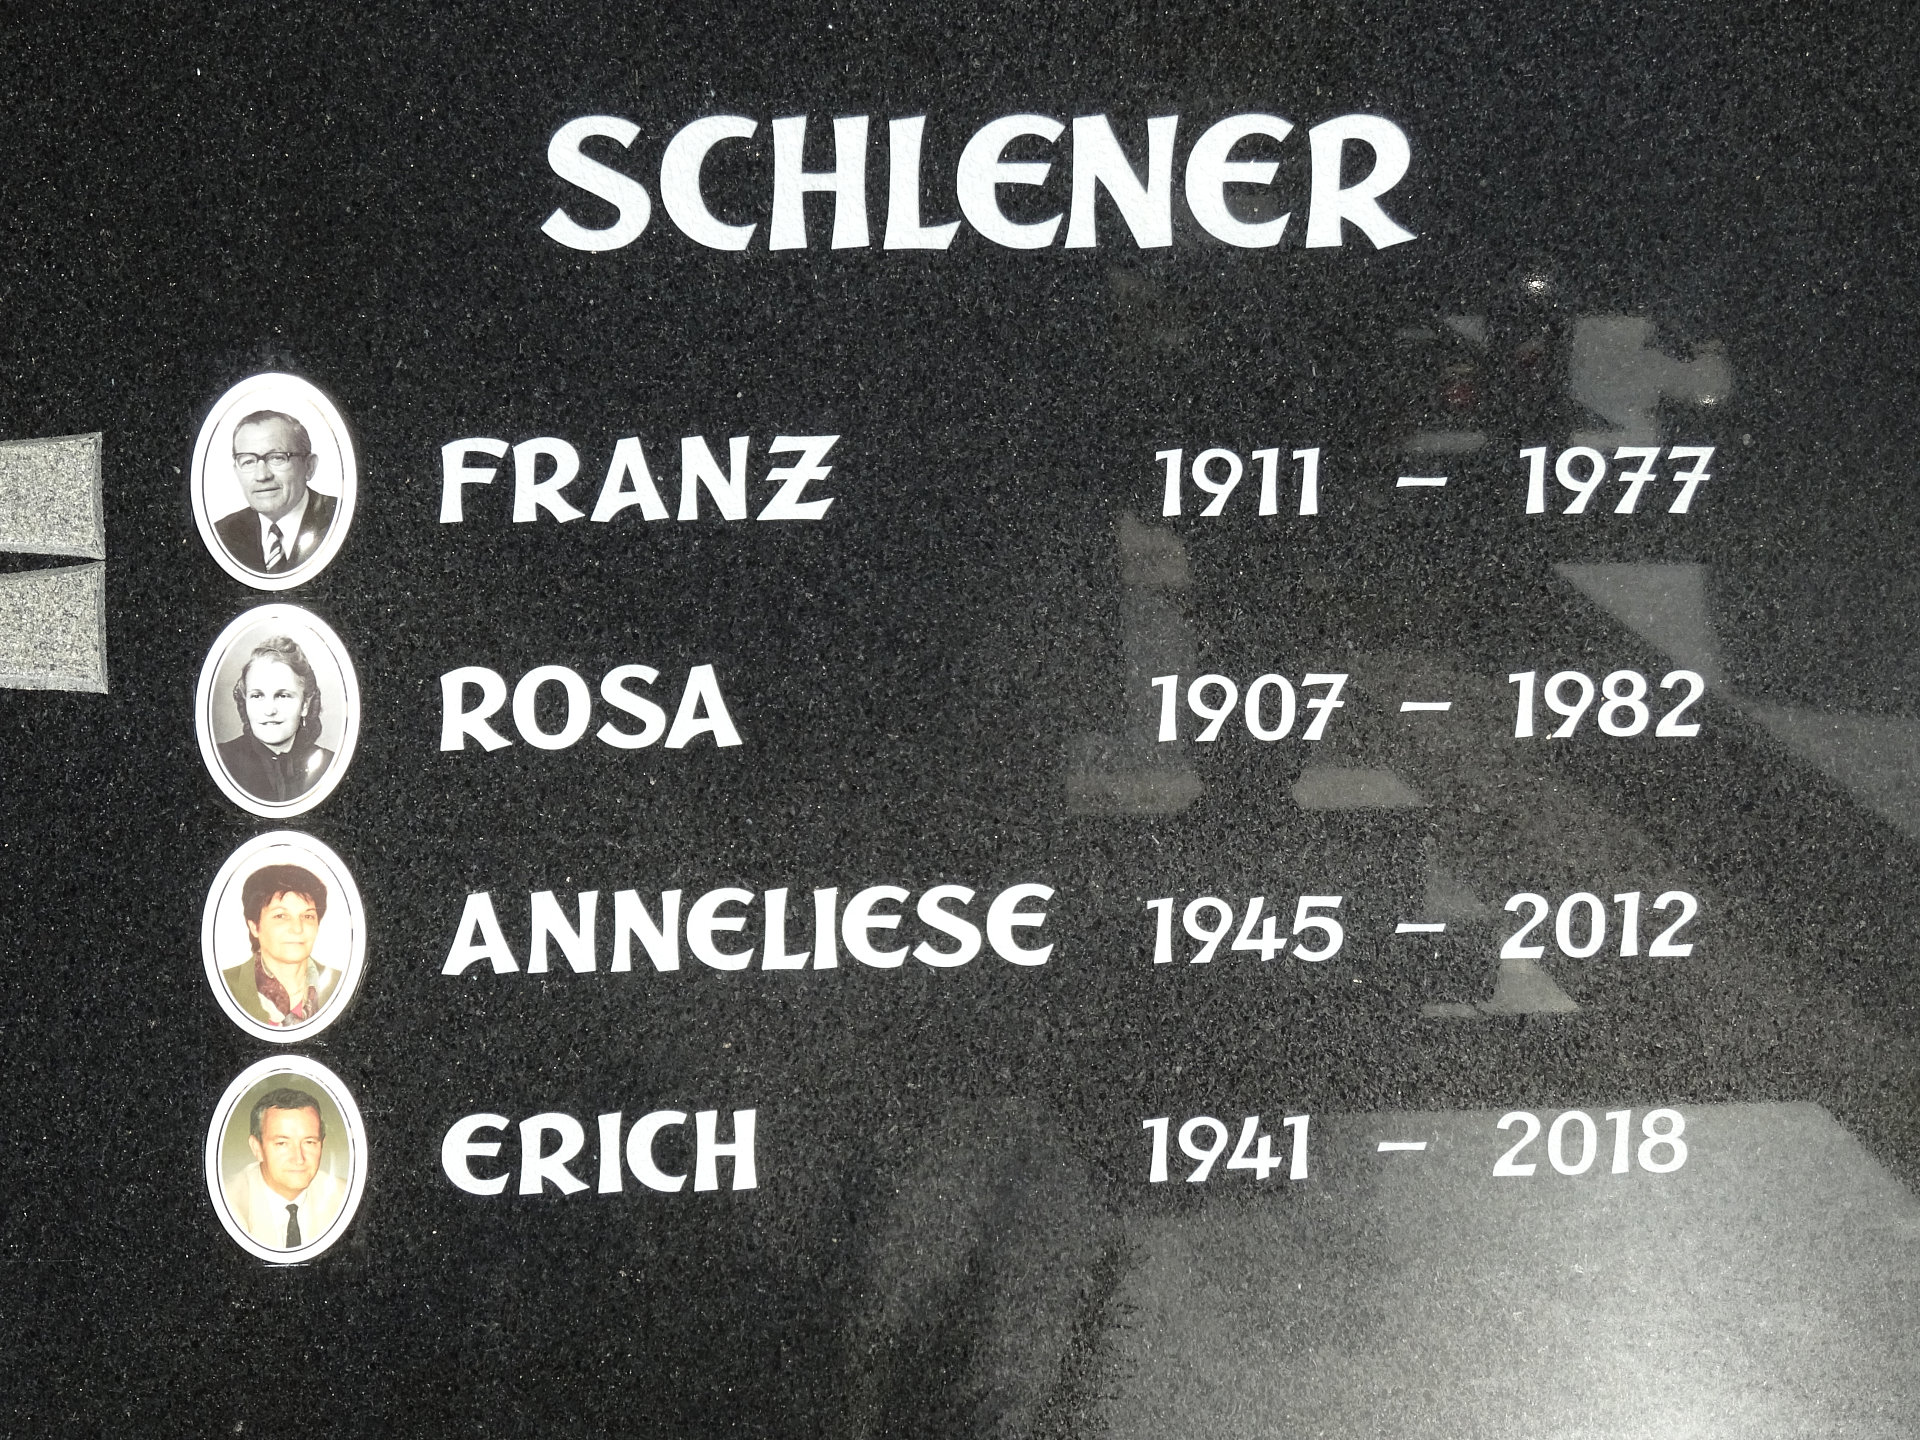 SCHLENER
FRANZ 1911 – 1977
ROSA 1907 – 1982
ANNELIESE 1945 – 2012
ERICH 1941 – 2018